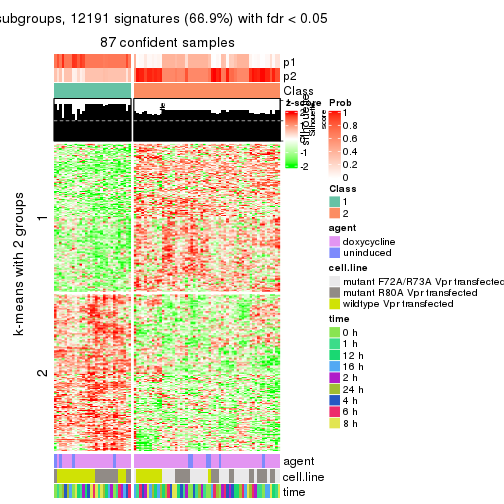 subgroups, 12191 signatures (66.9%) with fdr < 0.05
87 confident samples
p1
p2
Class
k-means with 2 groups
1
2
agent
cell.line
time
z-score
2
-1
-2
Silhouette
score
Prob
1
0.8
0.6
0.4
0.2
0
Class
1
2
agent
doxycycline
uninduced
cell.line
mutant F72A/R73A Vpr transfected
mutant R80A Vpr transfected
wildtype Vpr transfected
time
0 h
1 h
12 h
16 h
2 h
24 h
4 h
6 h
8 h